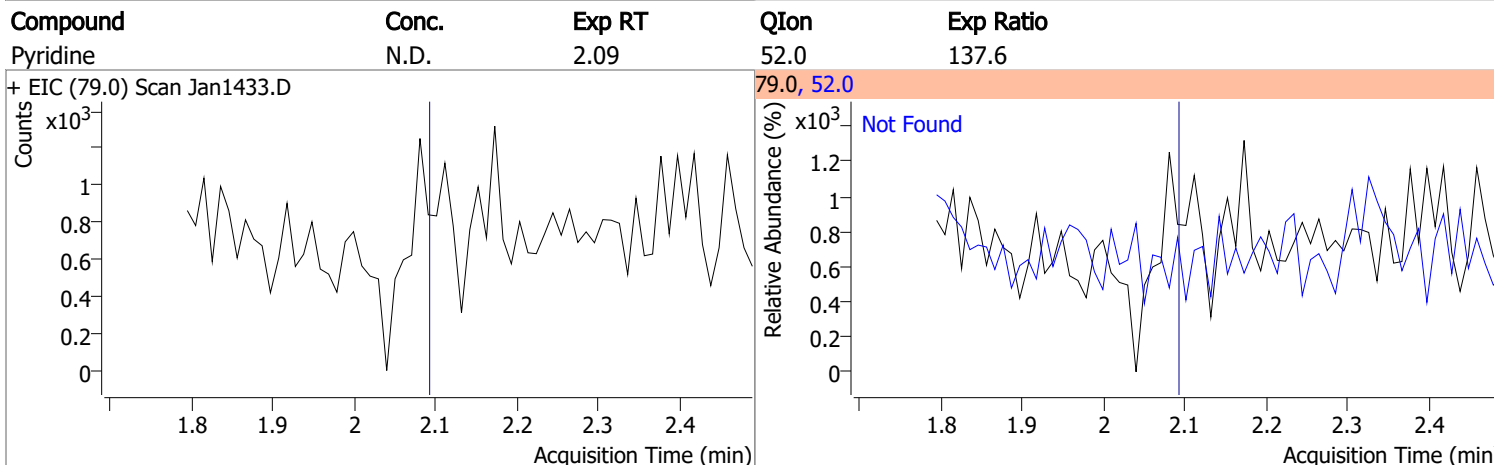 Compound Conc. Exp RT QIon Exp Ratio
Pyridine N.D. 2.09 52.0 137.6
+ EIC (79.0) Scan Jan1433.D
Counts
x10³
1
0.8
0.6
0.4
0.2
0
1.8 1.9 2 2.1 2.2 2.3 2.4
Acquisition Time (min)
79.0, 52.0
Relative Abundance (%)
x10³
Not Found
1.2
1
0.8
0.6
0.4
0.2
0
1.8 1.9 2 2.1 2.2 2.3 2.4
Acquisition Time (min